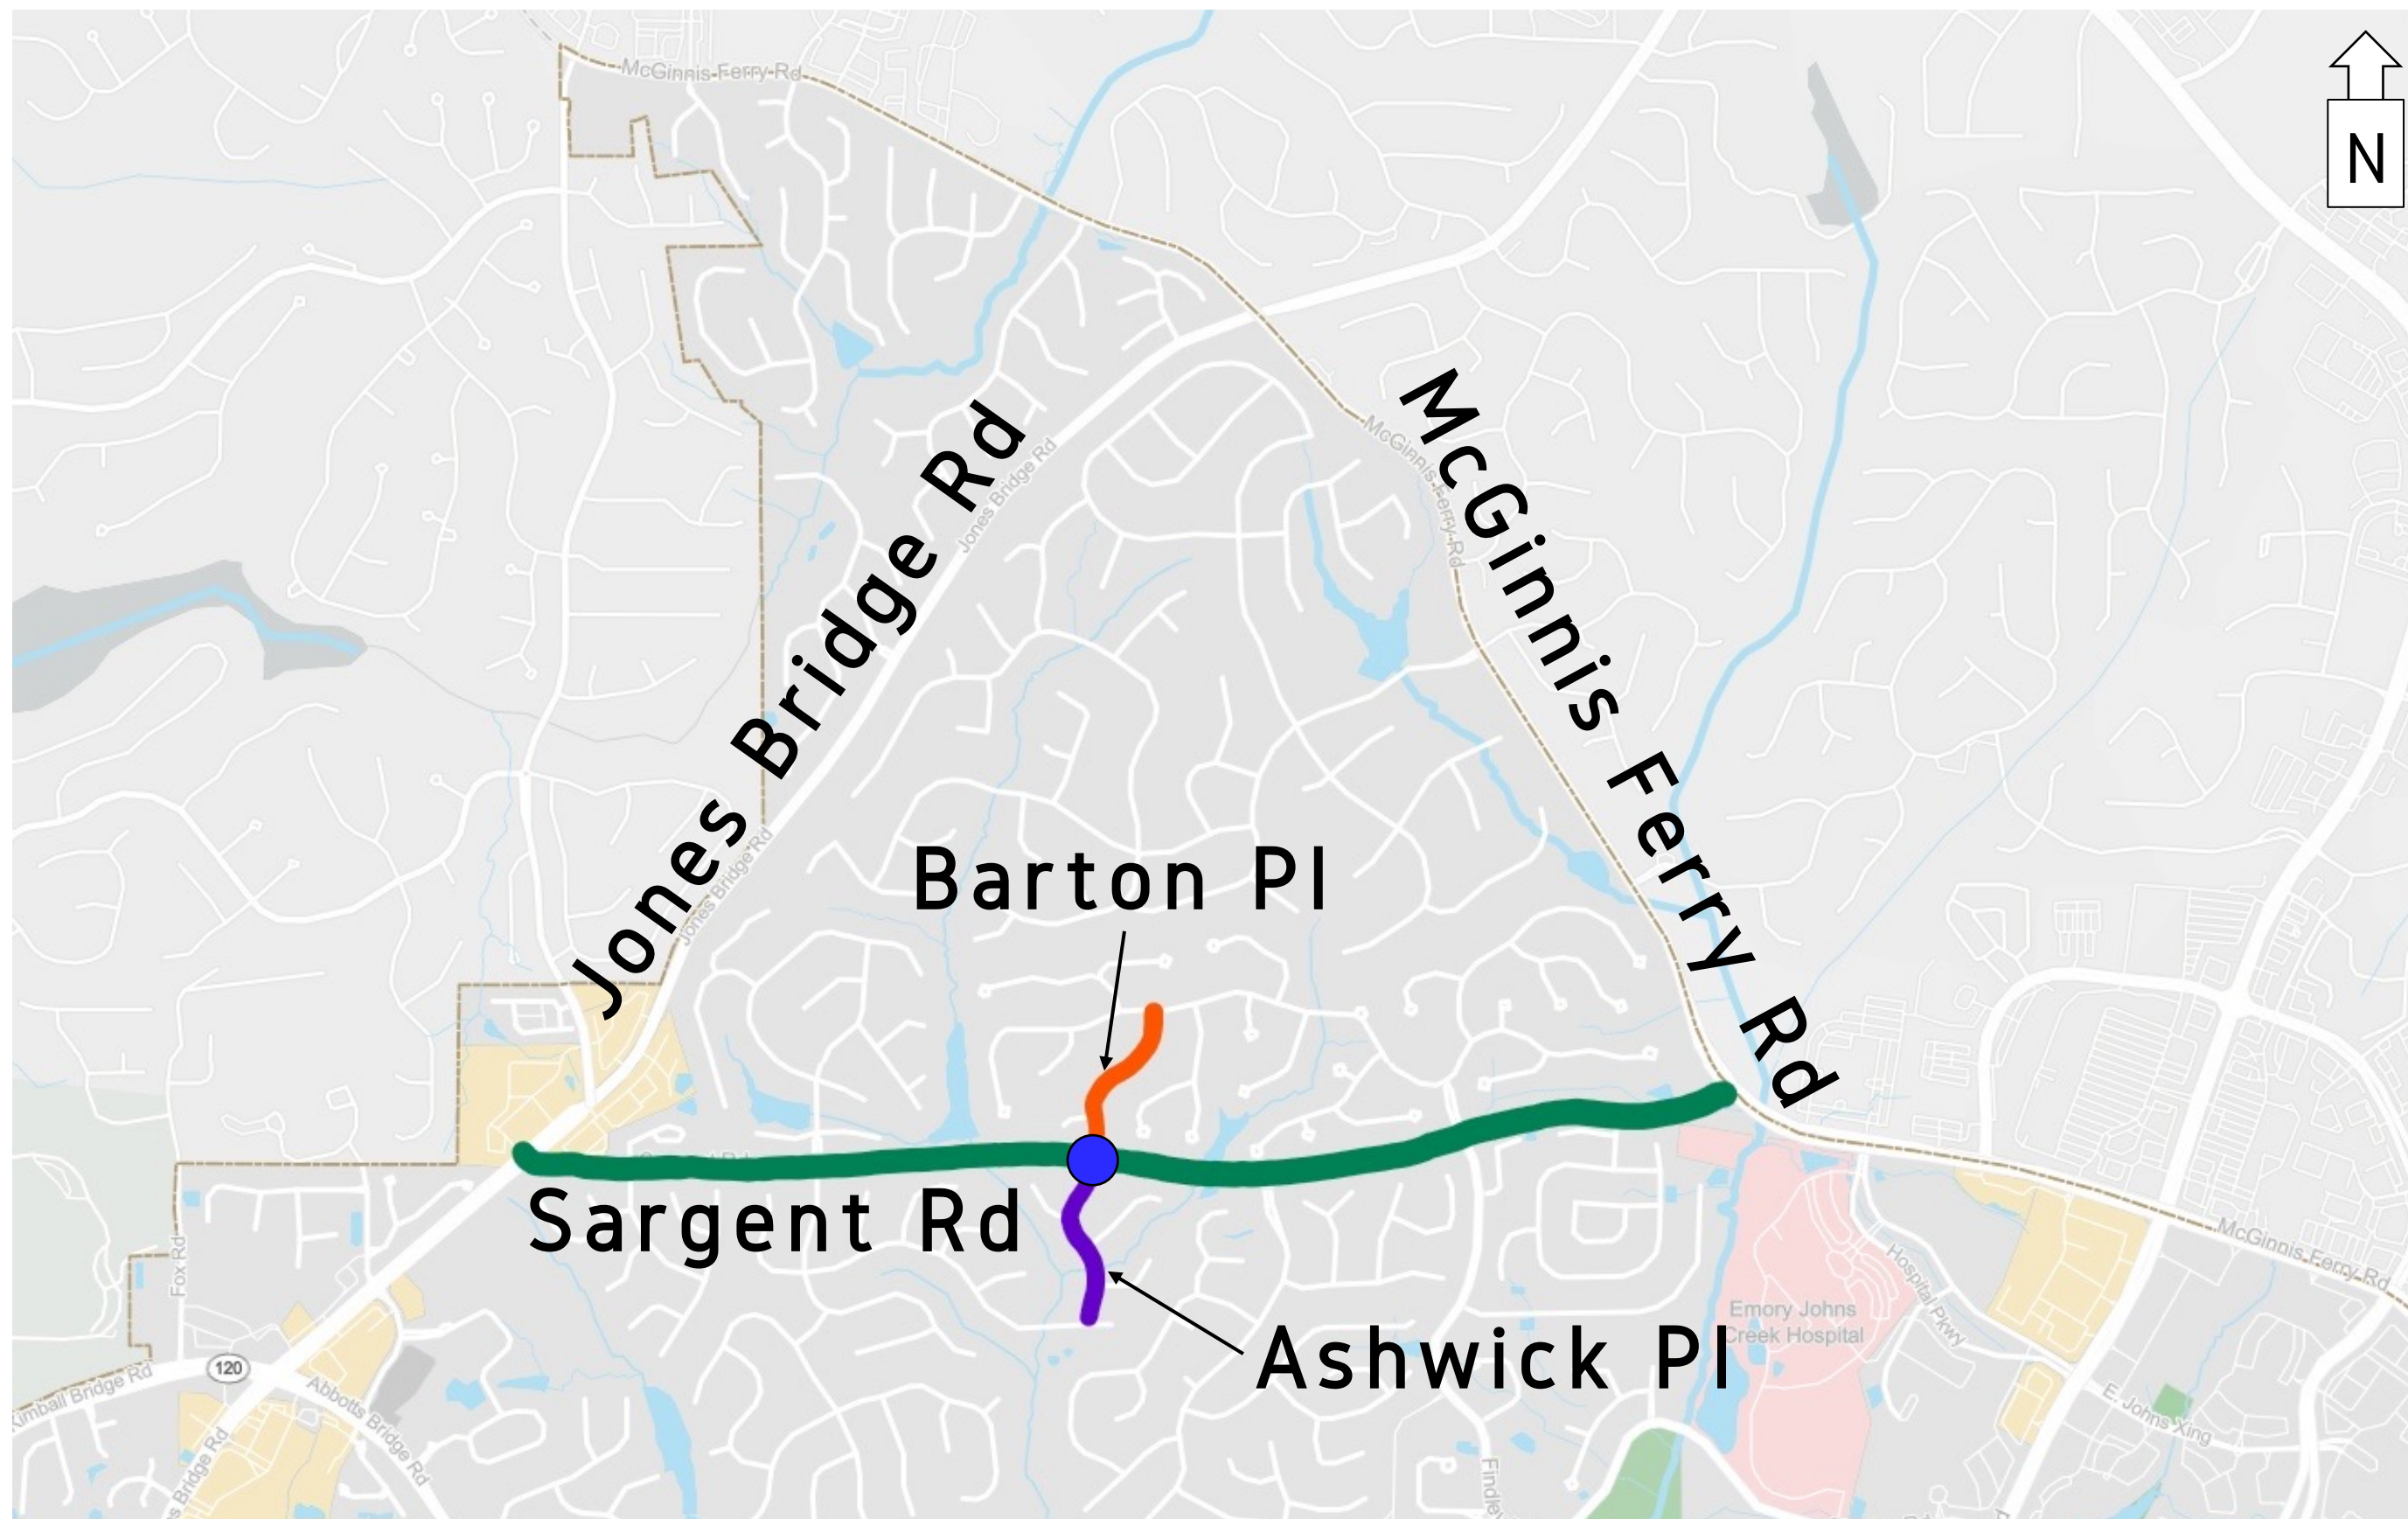 McGinnis Ferry Rd
N
McGinnis Ferry Rd
McGinnis Ferry Rd
Jones Bridge Rd
Jones Bridge Rd
Jones Bridge Rd
Barton Pl
Sargent Rd
Ashwick Pl
Fox Rd
McGinnis Ferry Rd
Hospital Pkwy
Emory Johns
Creek Hospital
120
Kimball Bridge Rd
Abbotts Bridge Rd
Bridge Rd
E. Johns Xing